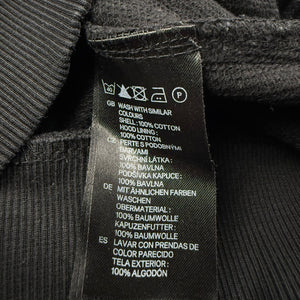 40 P
GB WASH WITH SIMILAR
COLOURS
SHELL : 100% COTTON
HOOD LINING :
100% COTTON
CZ PERTE S PODOBNÝMI
BARVAMI
SVRCHNÍ LÁTKA :
100% BAVLNA
PODŠÍVKA KAPUCE :
100% BAVLNA
DE MIT ÄHNLICHEN FARBEN
WASCHEN
OBERMATERIAL :
100% BAUMWOLLE
KAPUZENFUTTER :
100% BAUMWOLLE
ES LAVAR CON PRENDAS DE
COLOR PARECIDO
TELA EXTERIOR :
100% ALGODÓN